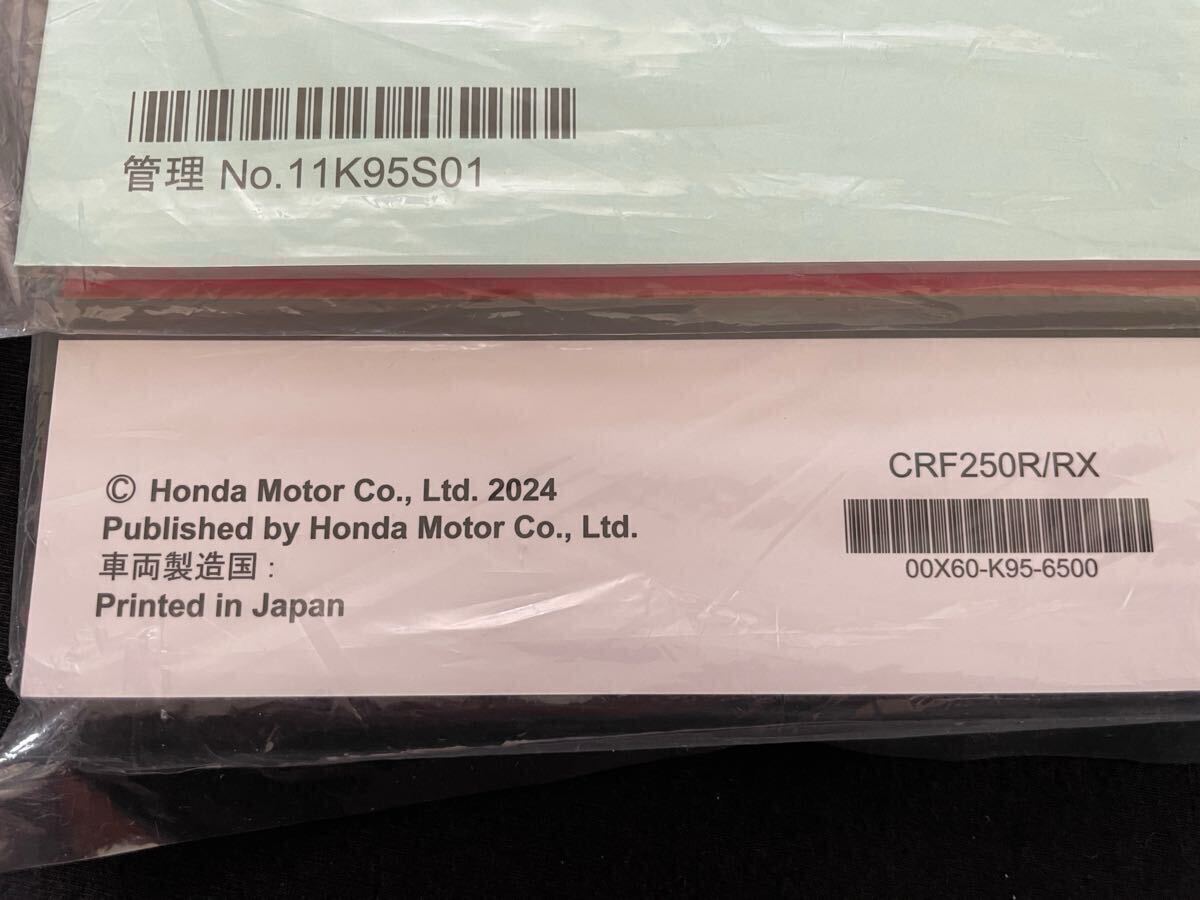 管理 No.11K95S01
© Honda Motor Co., Ltd. 2024
Published by Honda Motor Co., Ltd.
車両製造国 :
Printed in Japan
CRF250R/RX
00X60-K95-6500